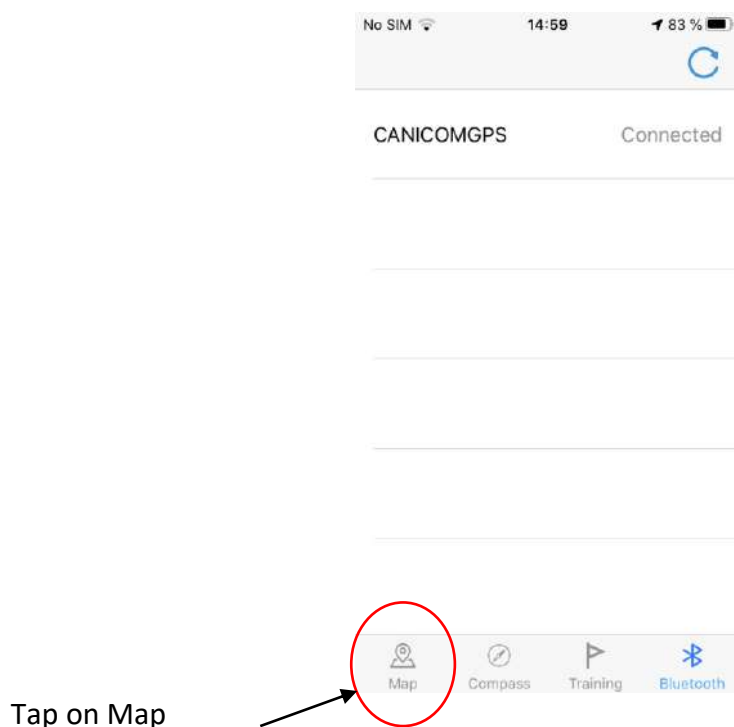 No SIM 14:59 83 %
CANICOMGPS Connected
Map Compass Training Bluetooth
Tap on Map